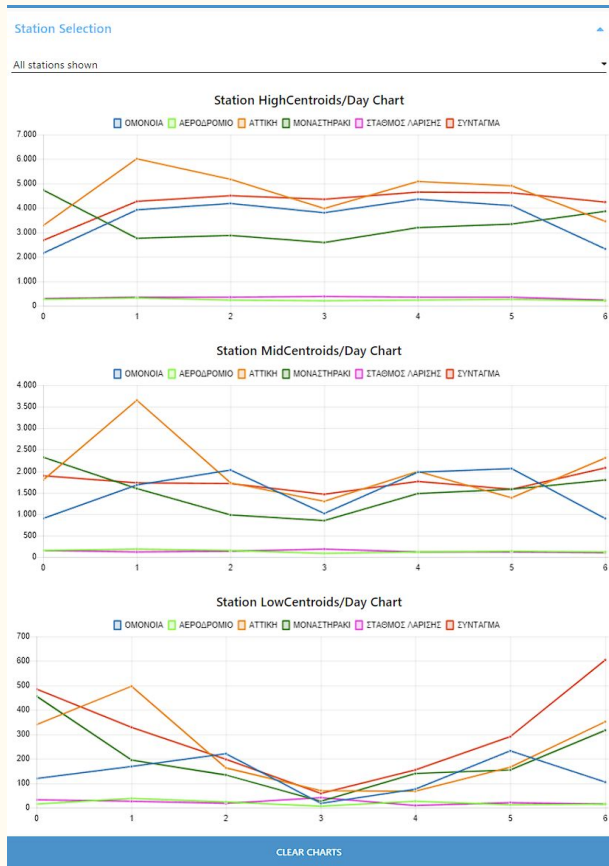 Station Selection
All stations shown
Station HighCentroids/Day Chart
ΟΜΟΝΟΙΑ ΑΕΡΟΔΡΟΜΙΟ ΑΤΤΙΚΗ ΜΟΝΑΣΤΗΡΑΚΙ ΣΤΑΘΜΟΣ ΛΑΡΙΣΗΣ ΣΥΝΤΑΓΜΑ
7.000
6.000
5.000
4.000
3.000
2.000
1.000
0
0 1 2 3 4 5 6
Station MidCentroids/Day Chart
ΟΜΟΝΟΙΑ ΑΕΡΟΔΡΟΜΙΟ ΑΤΤΙΚΗ ΜΟΝΑΣΤΗΡΑΚΙ ΣΤΑΘΜΟΣ ΛΑΡΙΣΗΣ ΣΥΝΤΑΓΜΑ
4.000
3.500
3.000
2.500
2.000
1.500
1.000
500
0
0 1 2 3 4 5 6
Station LowCentroids/Day Chart
ΟΜΟΝΟΙΑ ΑΕΡΟΔΡΟΜΙΟ ΑΤΤΙΚΗ ΜΟΝΑΣΤΗΡΑΚΙ ΣΤΑΘΜΟΣ ΛΑΡΙΣΗΣ ΣΥΝΤΑΓΜΑ
700
600
500
400
300
200
100
0
0 1 2 3 4 5 6
CLEAR CHARTS